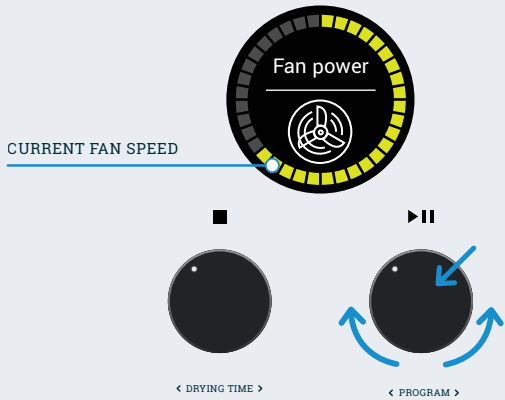 Fan power
CURRENT FAN SPEED
< DRYING TIME >
< PROGRAM >